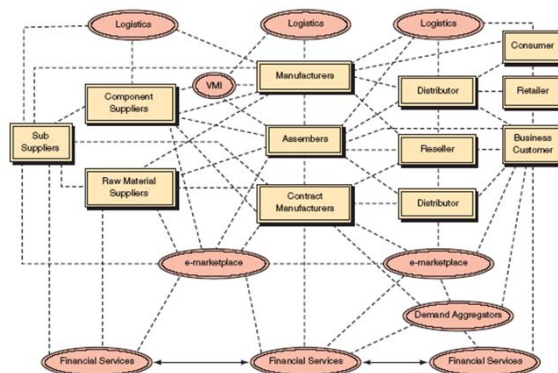 Logistics
Logistics
Logistics
Consumer
Manufacturers
VMI
Component
Suppliers
Distributor
Retailer
Sub
Suppliers
Assembers
Reseller
Business
Customer
Raw Material
Suppliers
Contract
Manufacturers
Distributor
e-marketplace
e-marketplace
Demand Aggregators
Financial Services
Financial Services
Financial Services